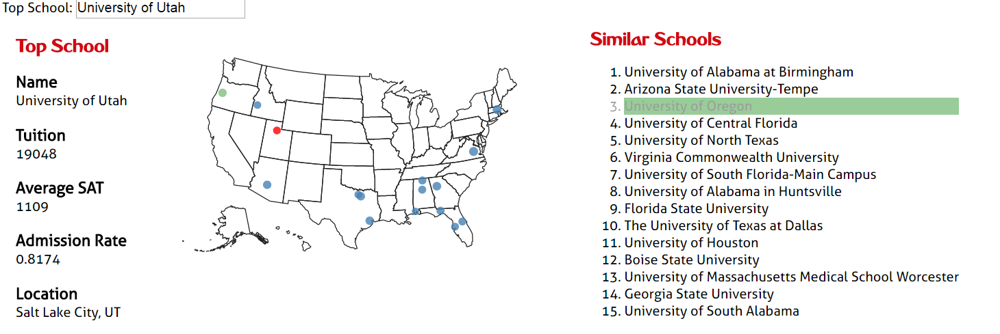 Top School: University of Utah
Top School
Name
University of Utah
Tuition
19048
Average SAT
1109
Admission Rate
0.8174
Location
Salt Lake City, UT
Similar Schools
1. University of Alabama at Birmingham
2. Arizona State University-Tempe
3. University of Oregon
4. University of Central Florida
5. University of North Texas
6. Virginia Commonwealth University
7. University of South Florida-Main Campus
8. University of Alabama in Huntsville
9. Florida State University
10. The University of Texas at Dallas
11. University of Houston
12. Boise State University
13. University of Massachusetts Medical School Worcester
14. Georgia State University
15. University of South Alabama